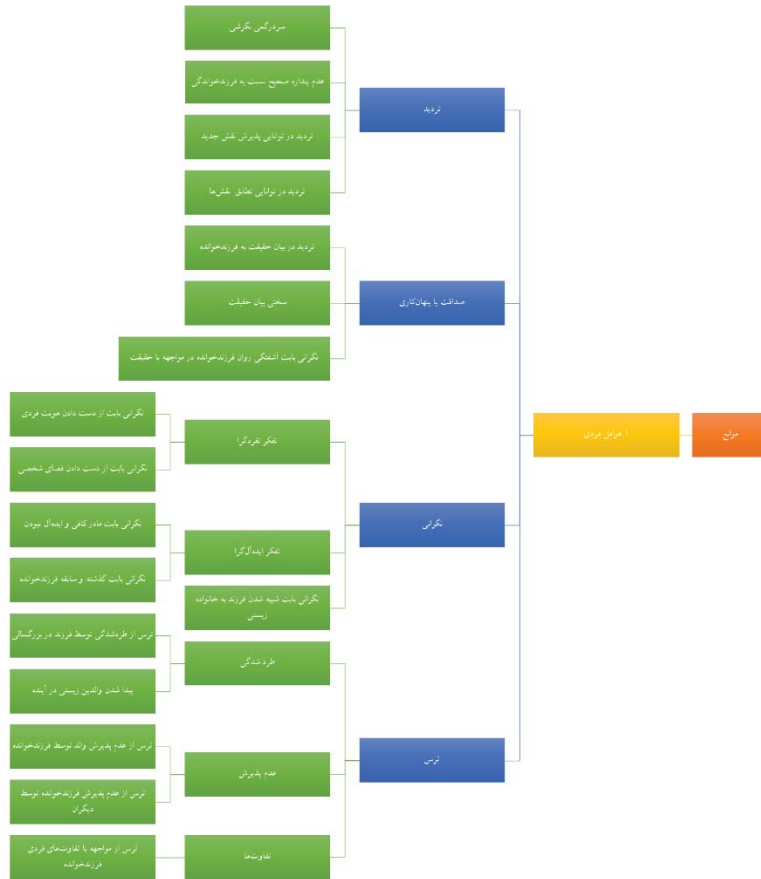 موانع
۱ عوامل فردی
تردید
سردرگمی نگرشی
عدم پنداره صحیح نسبت به فرزندخواندگی
تردید در توانایی پذیرش نقش جدید
تردید در توانایی تطابق نقش‌ها
صداقت یا پنهان‌کاری
تردید در بیان حقیقت به فرزندخوانده
سختی بیان حقیقت
نگرانی بابت آشفتگی روان فرزندخوانده در مواجهه با حقیقت
نگرانی
تفکر تفردگرا
نگرانی بابت از دست دادن هویت فردی
نگرانی بابت از دست دادن فضای شخصی
تفکر ایده‌آل‌گرا
نگرانی بابت مادر کافی و ایده‌آل نبودن
نگرانی بابت گذشته و سابقه فرزندخوانده
نگرانی بابت شبیه شدن فرزند به خانواده
زیستی
ترس
طرد شدگی
ترس از طردشدگی توسط فرزند در بزرگسالی
پیدا شدن والدین زیستی در آینده
عدم پذیرش
ترس از عدم پذیرش والد توسط فرزندخوانده
ترس از عدم پذیرش فرزندخوانده توسط
دیگران
تفاوت‌ها
ترس از مواجهه با تفاوت‌های فردی
فرزندخوانده